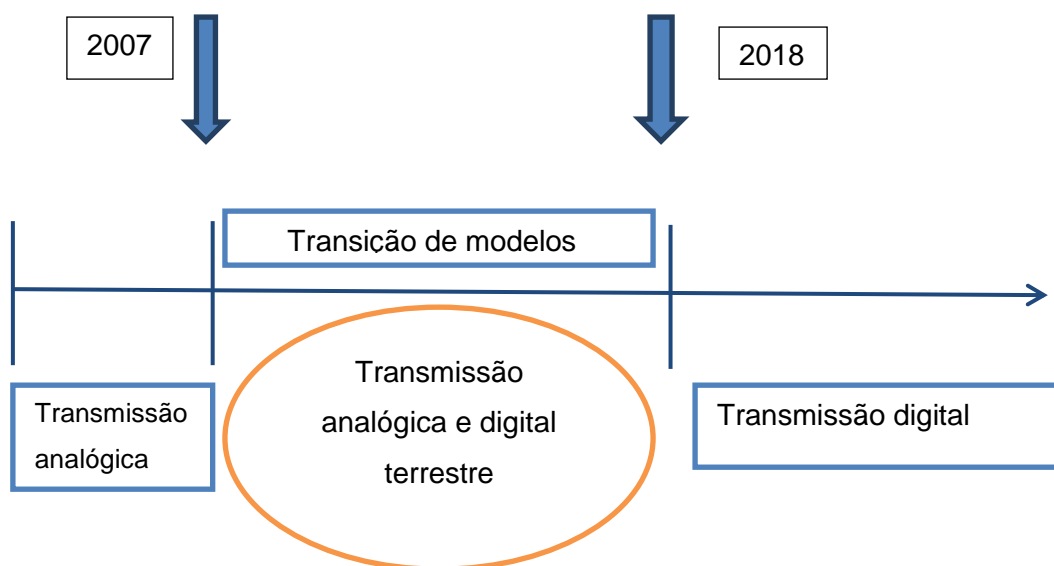 2007
2018
Transição de modelos
Transmissão
analógica
Transmissão
analógica e digital
terrestre
Transmissão digital